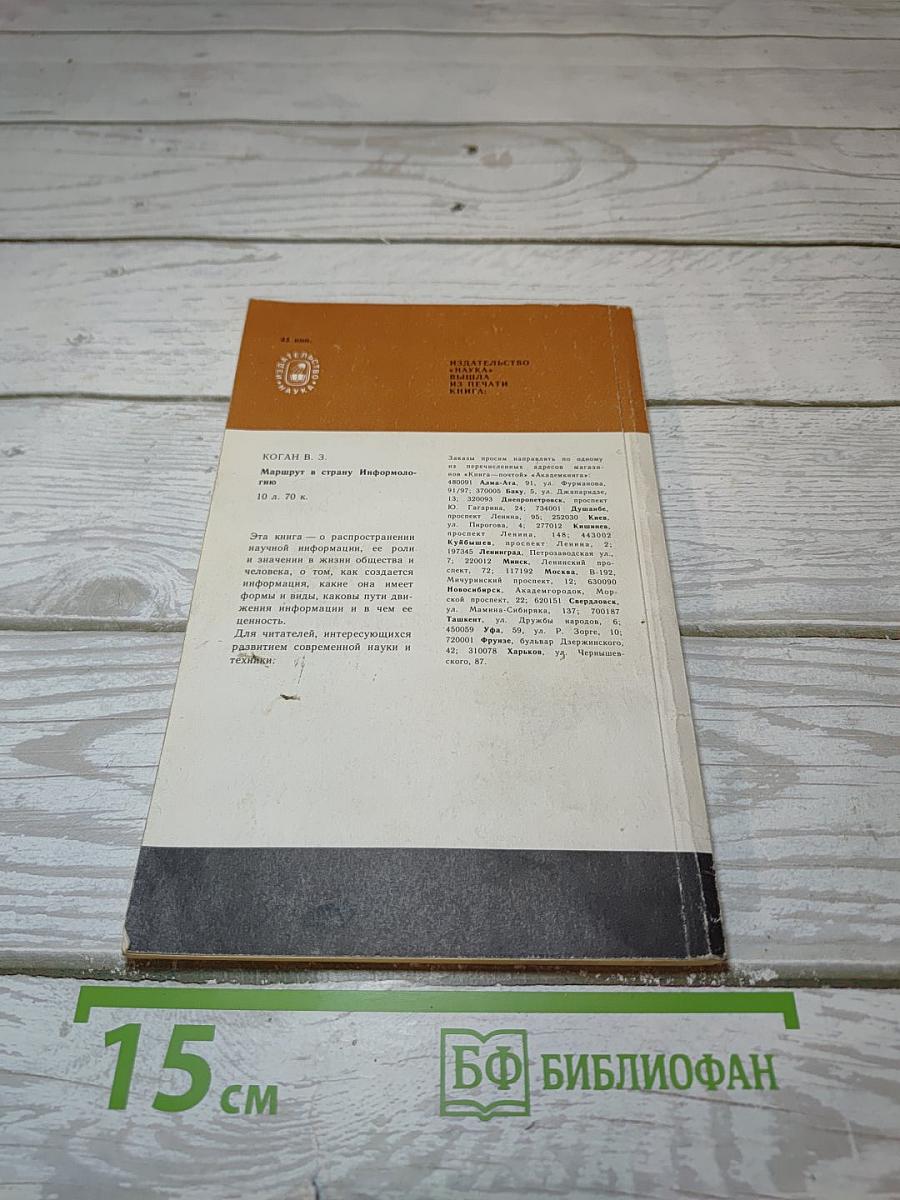 45 коп.
ИЗДАТЕЛЬСТВО
НАУКА
ИЗДАТЕЛЬСТВО
«НАУКА»
ВЫШЛА
ИЗ ПЕЧАТИ
КНИГА:
КОГАН В. З.
Маршрут в страну Информоло-
гию
10 л. 70 к.
Эта книга — о распространении
научной информации, ее роли
и значении в жизни общества и
человека, о том, как создается
информация, какие она имеет
формы и виды, каковы пути дви-
жения информации и в чем ее
ценность.
Для читателей, интересующихся
развитием современной науки и
техники.
Заказы просим направлять по одному
из перечисленных адресов магази-
нов «Книга—почтой» «Академкнига»:
480091 Алма-Ата, 91, ул. Фурманова,
91/97; 370005 Баку, 5, ул. Джапаридзе,
13; 320093 Днепропетровск, проспект
Ю. Гагарина, 24; 734001 Душанбе,
проспект Ленина, 95; 252030 Киев,
ул. Пирогова, 4; 277012 Кишинев,
проспект Ленина, 148; 443002
Куйбышев, проспект Ленина, 2;
197345 Ленинград, Петрозаводская ул.,
7; 220012 Минск, Ленинский про-
спект, 72; 117192 Москва, В-192,
Мичуринский проспект, 12; 630090
Новосибирск, Академгородок, Мор-
ской проспект, 22; 620151 Свердловск,
ул. Мамина-Сибиряка, 137; 700187
Ташкент, ул. Дружбы народов, 6;
450059 Уфа, 59, ул. Р. Зорге, 10;
720001 Фрунзе, бульвар Дзержинского,
42; 310078 Харьков, ул. Чернышев-
ского, 87.
15 см
БФ БИБЛИОФАН